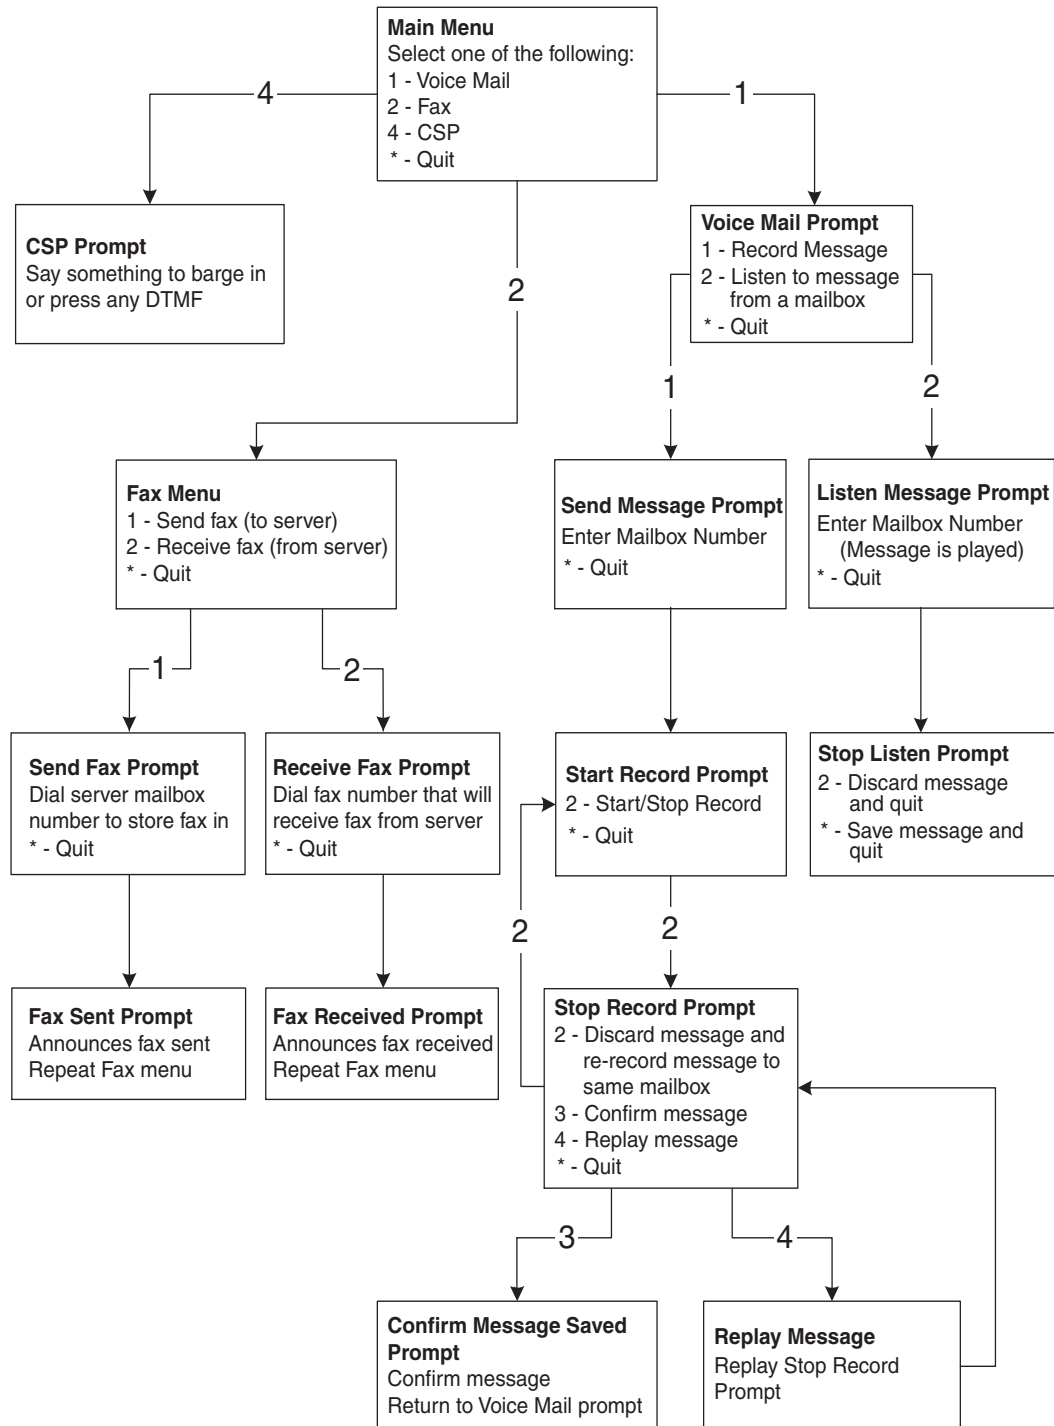 Main Menu
Select one of the following:
1 - Voice Mail
2 - Fax
4 - CSP
* - Quit
4
1
2
CSP Prompt
Say something to barge in
or press any DTMF
Voice Mail Prompt
1 - Record Message
2 - Listen to message
from a mailbox
* - Quit
1
2
Fax Menu
1 - Send fax (to server)
2 - Receive fax (from server)
* - Quit
Send Message Prompt
Enter Mailbox Number
* - Quit
Listen Message Prompt
Enter Mailbox Number
(Message is played)
* - Quit
1
2
Send Fax Prompt
Dial server mailbox
number to store fax in
* - Quit
Receive Fax Prompt
Dial fax number that will
receive fax from server
* - Quit
Start Record Prompt
2 - Start/Stop Record
* - Quit
Stop Listen Prompt
2 - Discard message
and quit
* - Save message and
quit
2
2
Fax Sent Prompt
Announces fax sent
Repeat Fax menu
Fax Received Prompt
Announces fax received
Repeat Fax menu
Stop Record Prompt
2 - Discard message and
re-record message to
same mailbox
3 - Confirm message
4 - Replay message
* - Quit
3
4
Confirm Message Saved
Prompt
Confirm message
Return to Voice Mail prompt
Replay Message
Replay Stop Record
Prompt